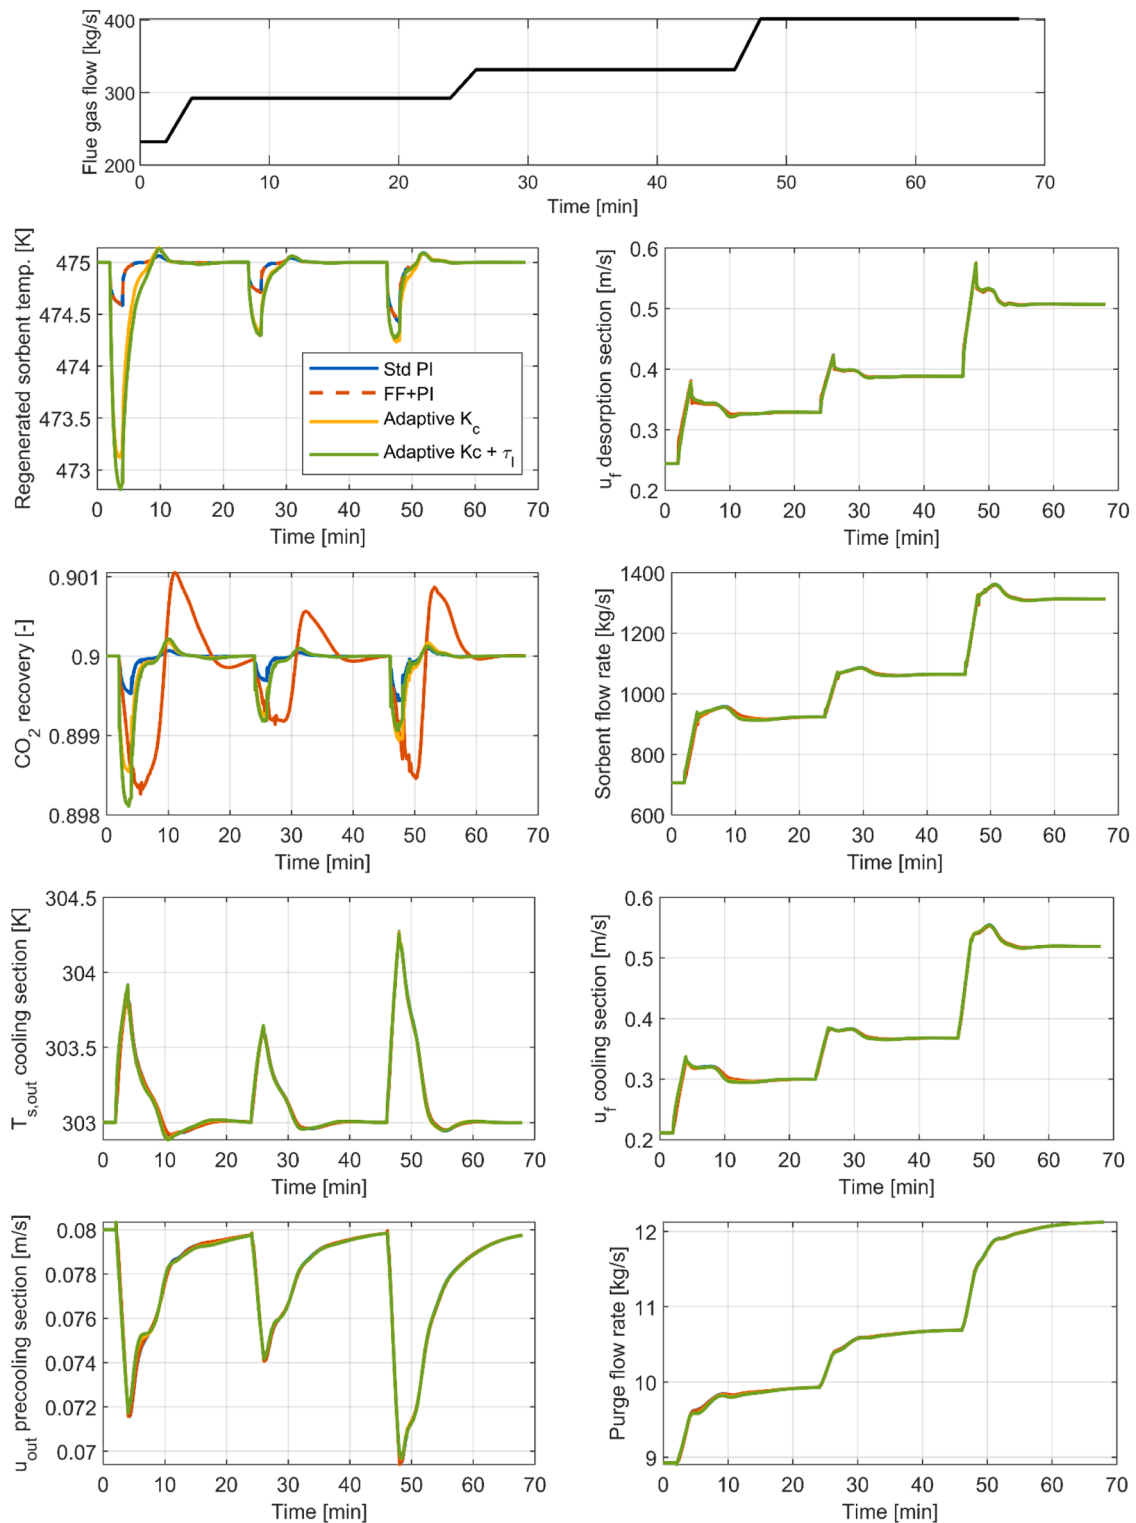 Flue gas flow [kg/s]
400
300
200
0 10 20 30 40 50 60 70
Time [min]
Regenerated sorbent temp. [K]
475
474.5
474
473.5
473
Std PI
FF+PI
Adaptive K_c
Adaptive Kc + τ_I
0 10 20 30 40 50 60 70
Time [min]
u_f desorption section [m/s]
0.6
0.5
0.4
0.3
0.2
0 10 20 30 40 50 60 70
Time [min]
CO_2 recovery [-]
0.901
0.9
0.899
0.898
0 10 20 30 40 50 60 70
Time [min]
Sorbent flow rate [kg/s]
1400
1200
1000
800
600
0 10 20 30 40 50 60 70
Time [min]
T_s,out cooling section [K]
304.5
304
303.5
303
0 10 20 30 40 50 60 70
Time [min]
u_f cooling section [m/s]
0.6
0.5
0.4
0.3
0.2
0 10 20 30 40 50 60 70
Time [min]
u_out precooling section [m/s]
0.08
0.078
0.076
0.074
0.072
0.07
0 10 20 30 40 50 60 70
Time [min]
Purge flow rate [kg/s]
12
11
10
9
0 10 20 30 40 50 60 70
Time [min]